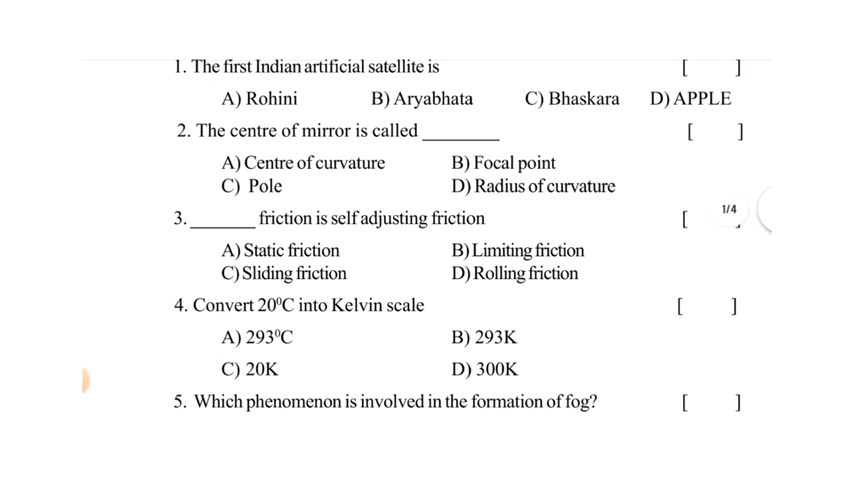 1. The first Indian artificial satellite is [ ]
A) Rohini B) Aryabhata C) Bhaskara D) APPLE
2. The centre of mirror is called ________ [ ]
A) Centre of curvature B) Focal point
C) Pole D) Radius of curvature
3. _______ friction is self adjusting friction [ ]
1/4
A) Static friction B) Limiting friction
C) Sliding friction D) Rolling friction
4. Convert 20⁰C into Kelvin scale [ ]
A) 293⁰C B) 293K
C) 20K D) 300K
5. Which phenomenon is involved in the formation of fog? [ ]